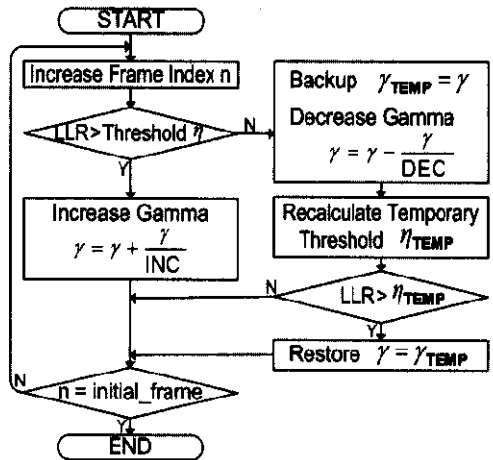 START
Increase Frame Index n
LLR>Threshold η
N
Y
Backup γTEMP = γ
Decrease Gamma
γ = γ - γ/DEC
Increase Gamma
γ = γ + γ/INC
Recalculate Temporary
Threshold ηTEMP
N
LLR> ηTEMP
Y
Restore γ = γTEMP
N
n = initial_frame
Y
END